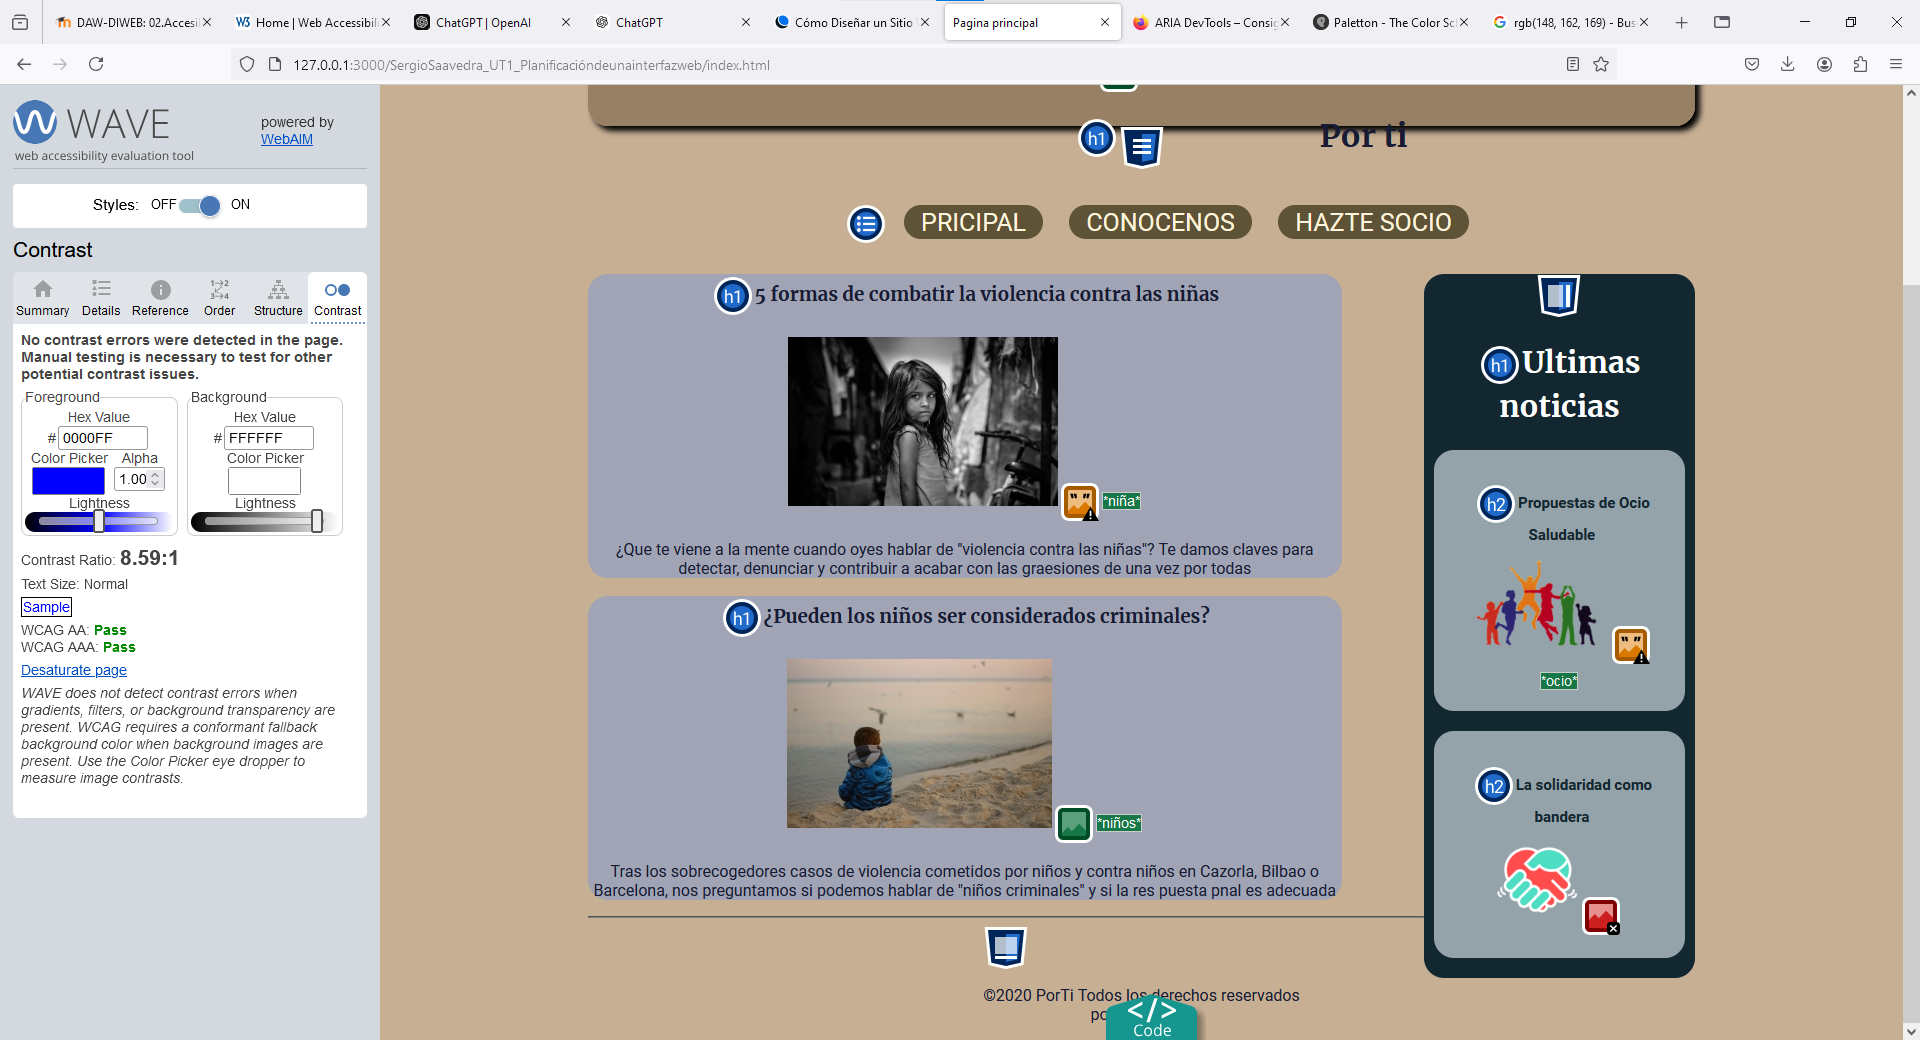 DAW-DIWEB: 02.Accesi
Home | Web Accessibili
ChatGPT | OpenAI
ChatGPT
Cómo Diseñar un Sitio
Pagina principal
ARIA DevTools – Consig
Paletton - The Color Sc
rgb(148, 162, 169) - Bus
127.0.0.1:3000/SergioSaavedra_UT1_Planificacióndeunainterfazweb/index.html
WAVE
web accessibility evaluation tool
powered by
WebAIM
Styles: OFF ON
Contrast
Summary Details Reference Order Structure Contrast
No contrast errors were detected in the page.
Manual testing is necessary to test for other
potential contrast issues.
Foreground
Hex Value
# 0000FF
Color Picker Alpha
1.00
Lightness
Background
Hex Value
# FFFFFF
Color Picker
Lightness
Contrast Ratio: 8.59:1
Text Size: Normal
Sample
WCAG AA: Pass
WCAG AAA: Pass
Desaturate page
WAVE does not detect contrast errors when
gradients, filters, or background transparency are
present. WCAG requires a conformant fallback
background color when background images are
present. Use the Color Picker eye dropper to
measure image contrasts.
h1 Por ti
PRICIPAL CONOCENOS HAZTE SOCIO
h1 5 formas de combatir la violencia contra las niñas
*niña*
¿Que te viene a la mente cuando oyes hablar de "violencia contra las niñas"? Te damos claves para
detectar, denunciar y contribuir a acabar con las graesiones de una vez por todas
h1 ¿Pueden los niños ser considerados criminales?
*niños*
Tras los sobrecogedores casos de violencia cometidos por niños y contra niños en Cazorla, Bilbao o
Barcelona, nos preguntamos si podemos hablar de "niños criminales" y si la res puesta pnal es adecuada
h1 Ultimas
noticias
h2 Propuestas de Ocio
Saludable
*ocio*
h2 La solidaridad como
bandera
©2020 PorTi Todos los derechos reservados
</> Code